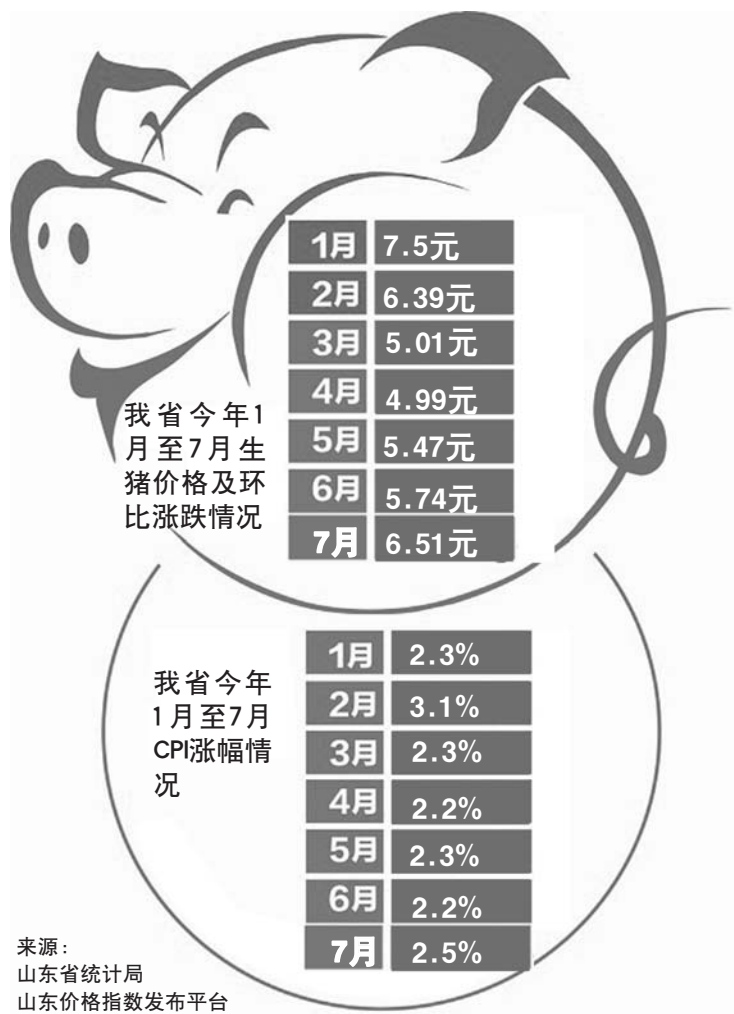 1月 7.5元
2月 6.39元
3月 5.01元
4月 4.99元
5月 5.47元
6月 5.74元
7月 6.51元
我省今年1
月至7月生
猪价格及环
比涨跌情况
1月 2.3%
2月 3.1%
3月 2.3%
4月 2.2%
5月 2.3%
6月 2.2%
7月 2.5%
我省今年
1月至7月
CPI涨幅情
况
来源：
山东省统计局
山东价格指数发布平台